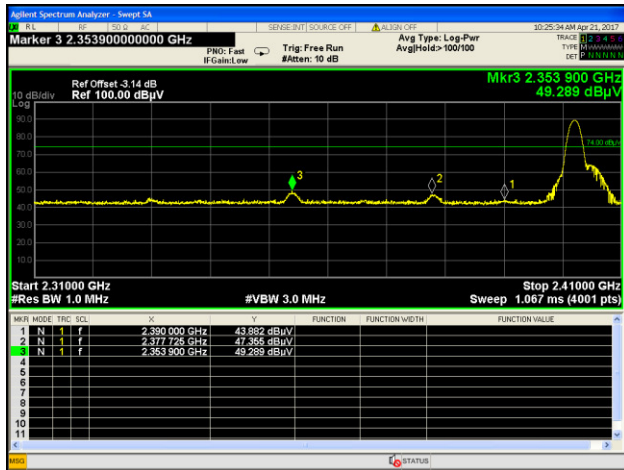 Agilent Spectrum Analyzer - Swept SA
RL RF 50 Ω AC SENSE:INT SOURCE OFF ALIGN OFF 10:25:34 AM Apr 21, 2017
Marker 3 2.353900000000 GHz
PNO: Fast
IFGain:Low
Trig: Free Run
#Atten: 10 dB
Avg Type: Log-Pwr
Avg|Hold:>100/100
TRACE 1 2 3 4 5 6
TYPE M
DET P N N N N N
Ref Offset -3.14 dB
10 dB/div Ref 100.00 dBµV
Log
Mkr3 2.353 900 GHz
49.289 dBµV
90.0
80.0
74.00 dBµV
70.0
60.0
50.0
40.0
30.0
20.0
10.0
3
2
1
Start 2.31000 GHz Stop 2.41000 GHz
#Res BW 1.0 MHz #VBW 3.0 MHz Sweep 1.067 ms (4001 pts)
MKR MODE TRC SCL X Y FUNCTION FUNCTION WIDTH FUNCTION VALUE
1 N 1 f 2.390 000 GHz 43.882 dBµV
2 N 1 f 2.377 725 GHz 47.355 dBµV
3 N 1 f 2.353 900 GHz 49.289 dBµV
4
5
6
7
8
9
10
11
MSG STATUS